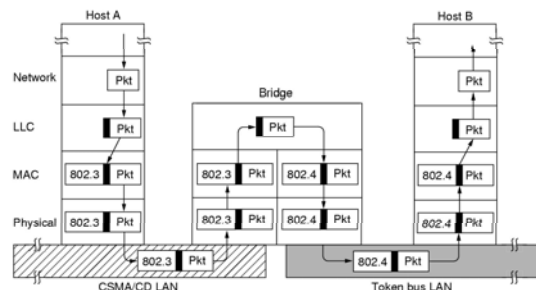 Host A
Host B
Network
Pkt
Pkt
Bridge
LLC
Pkt
Pkt
Pkt
MAC
802.3 Pkt
802.3 Pkt
802.4 Pkt
802.4 Pkt
Physical
802.3 Pkt
802.3 Pkt
802.4 Pkt
802.4 Pkt
802.3 Pkt
802.4 Pkt
CSMA/CD LAN
Token bus LAN